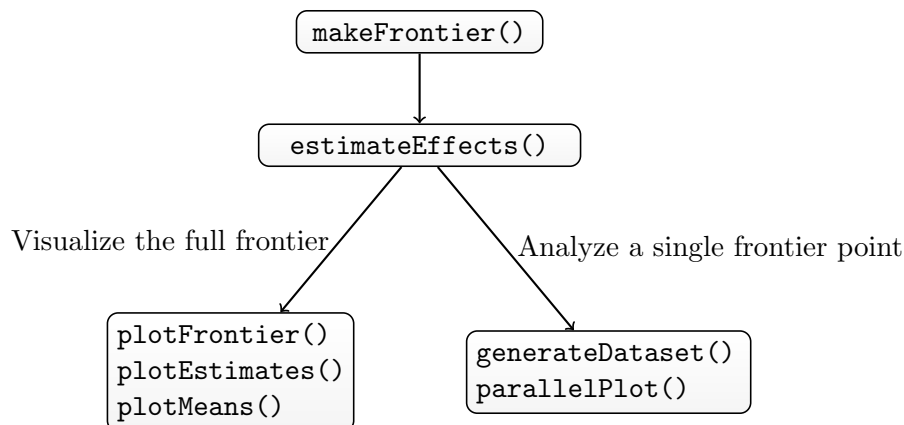 makeFrontier()
estimateEffects()
Visualize the full frontier
Analyze a single frontier point
plotFrontier()
plotEstimates()
plotMeans()
generateDataset()
parallelPlot()